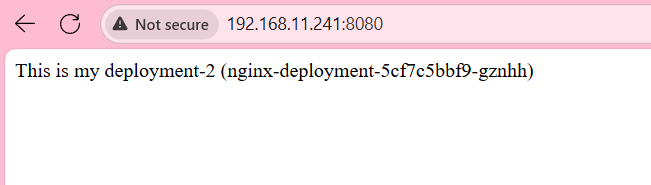 Not secure 192.168.11.241:8080
This is my deployment-2 (nginx-deployment-5cf7c5bbf9-gznhh)